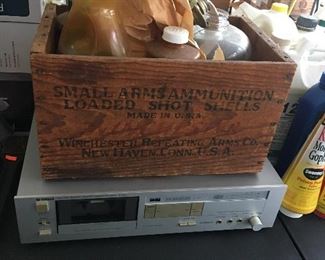 SMALL ARMS AMMUNITION
LOADED SHOT SHELLS
MADE IN U.S.A.
WINCHESTER REPEATING ARMS CO.
NEW HAVEN, CONN. U.S.A.